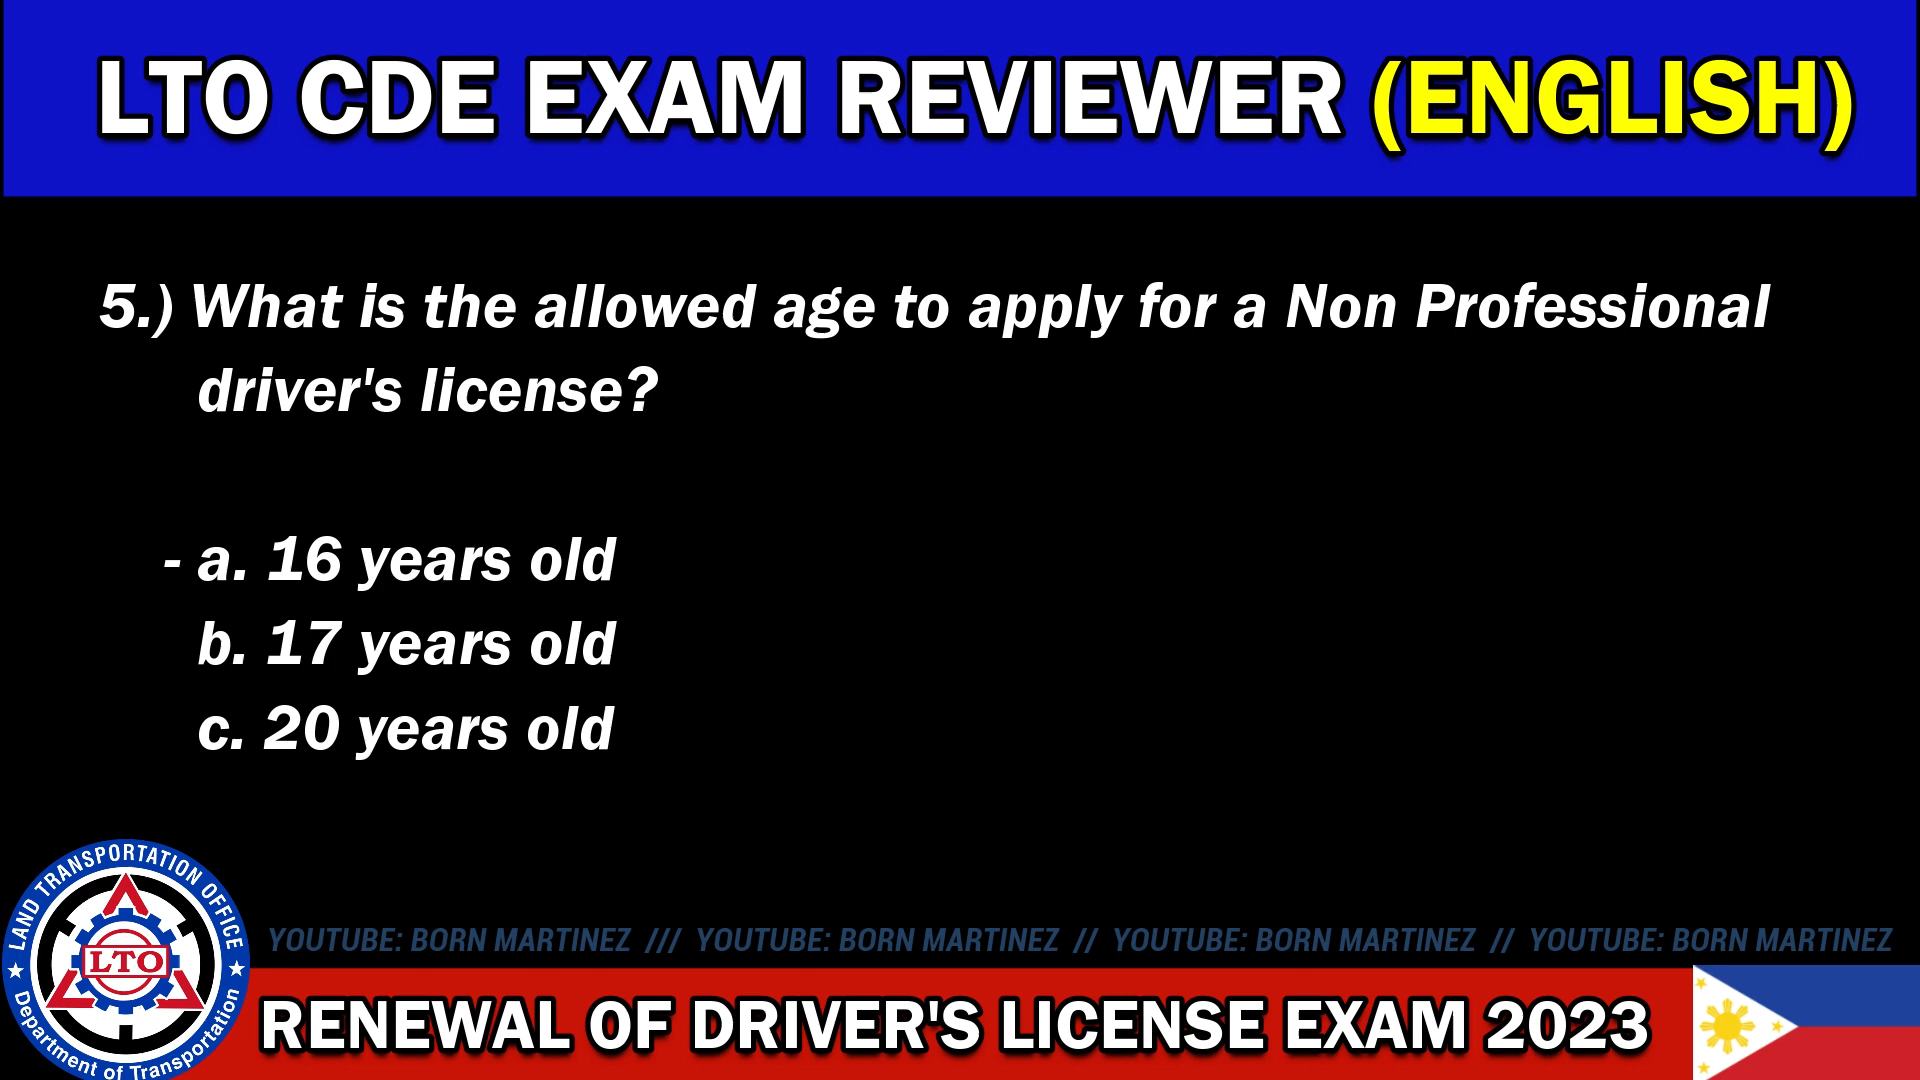 LTO CDE EXAM REVIEWER (ENGLISH)
5.) What is the allowed age to apply for a Non Professional
driver's license?
- a. 16 years old
b. 17 years old
c. 20 years old
YOUTUBE: BORN MARTINEZ /// YOUTUBE: BORN MARTINEZ // YOUTUBE: BORN MARTINEZ // YOUTUBE: BORN MARTINEZ
LAND TRANSPORTATION OFFICE
LTO
Department of Transportation
RENEWAL OF DRIVER'S LICENSE EXAM 2023